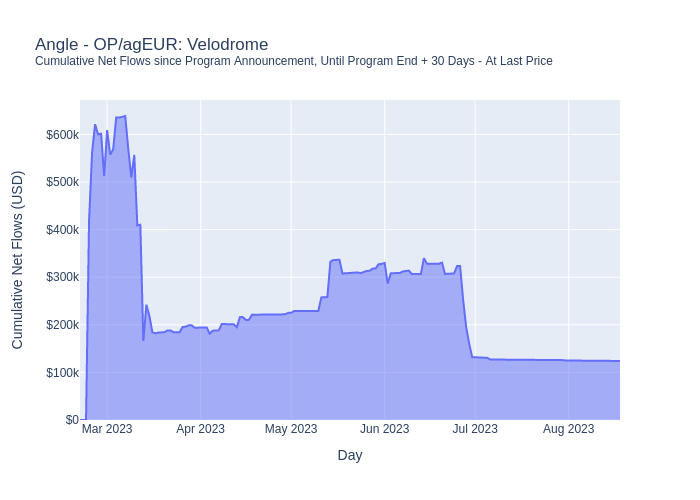 Angle - OP/agEUR: Velodrome
Cumulative Net Flows since Program Announcement, Until Program End + 30 Days - At Last Price
Cumulative Net Flows (USD)
$600k
$500k
$400k
$300k
$200k
$100k
$0
Mar 2023 Apr 2023 May 2023 Jun 2023 Jul 2023 Aug 2023
Day